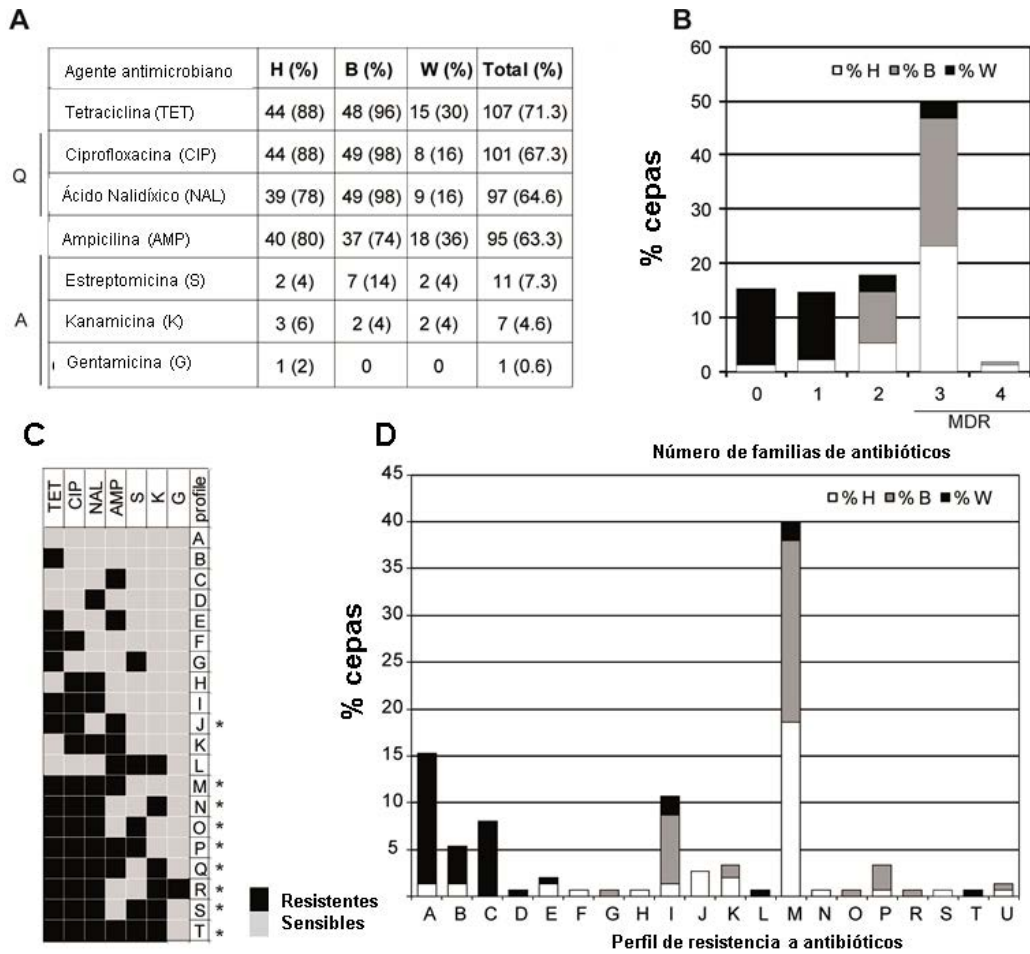 A
Agente antimicrobiano H (%) B (%) W (%) Total (%)
Tetraciclina (TET) 44 (88) 48 (96) 15 (30) 107 (71.3)
Q
Ciprofloxacina (CIP) 44 (88) 49 (98) 8 (16) 101 (67.3)
Ácido Nalidíxico (NAL) 39 (78) 49 (98) 9 (16) 97 (64.6)
Ampicilina (AMP) 40 (80) 37 (74) 18 (36) 95 (63.3)
A
Estreptomicina (S) 2 (4) 7 (14) 2 (4) 11 (7.3)
Kanamicina (K) 3 (6) 2 (4) 2 (4) 7 (4.6)
Gentamicina (G) 1 (2) 0 0 1 (0.6)
B
% cepas
60
50
40
30
20
10
0
% H % B % W
0 1 2 3 4
MDR
Número de familias de antibióticos
C
TET CIP NAL AMP S K G profile
A
B
C
D
E
F
G
H
I
J *
K
L
M *
N *
O *
P *
Q *
R *
S *
T *
Resistentes
Sensibles
D
% cepas
45
40
35
30
25
20
15
10
5
% H % B % W
A B C D E F G H I J K L M N O P R S T U
Perfil de resistencia a antibióticos